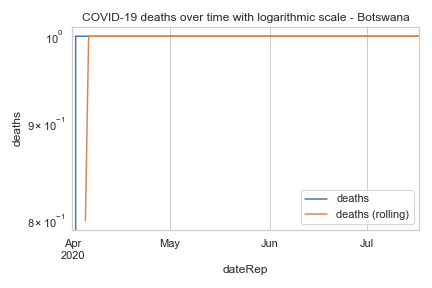 COVID-19 deaths over time with logarithmic scale - Botswana
10⁰
9 × 10⁻¹
8 × 10⁻¹
deaths
deaths
deaths (rolling)
Apr May Jun Jul
2020
dateRep